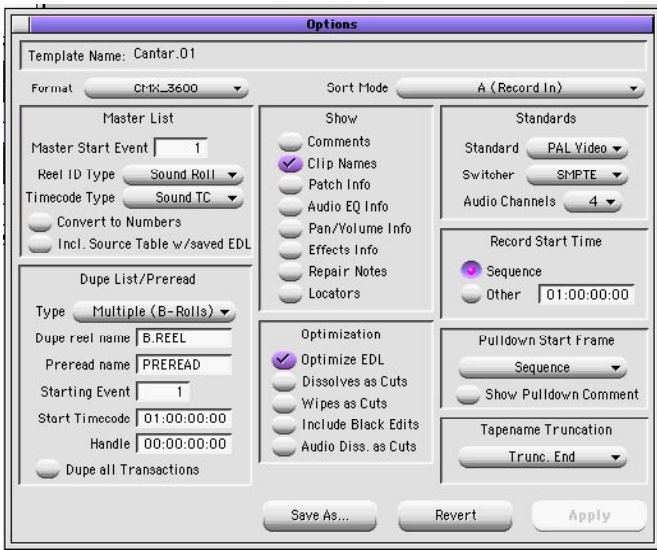 Options
Template Name: Cantar.01
Format CMX_3600
Sort Mode A (Record In)
Master List
Master Start Event 1
Reel ID Type Sound Roll
Timecode Type Sound TC
Convert to Numbers
Incl. Source Table w/saved EDL
Dupe List/Preread
Type Multiple (B-Rolls)
Dupe reel name B.REEL
Preread name PREREAD
Starting Event 1
Start Timecode 01:00:00:00
Handle 00:00:00:00
Dupe all Transactions
Show
Comments
Clip Names
Patch Info
Audio EQ Info
Pan/Volume Info
Effects Info
Repair Notes
Locators
Optimization
Optimize EDL
Dissolves as Cuts
Wipes as Cuts
Include Black Edits
Audio Diss. as Cuts
Standards
Standard PAL Video
Switcher SMPTE
Audio Channels 4
Record Start Time
Sequence
Other 01:00:00:00
Pulldown Start Frame
Sequence
Show Pulldown Comment
Tapename Truncation
Trunc. End
Save As...
Revert
Apply